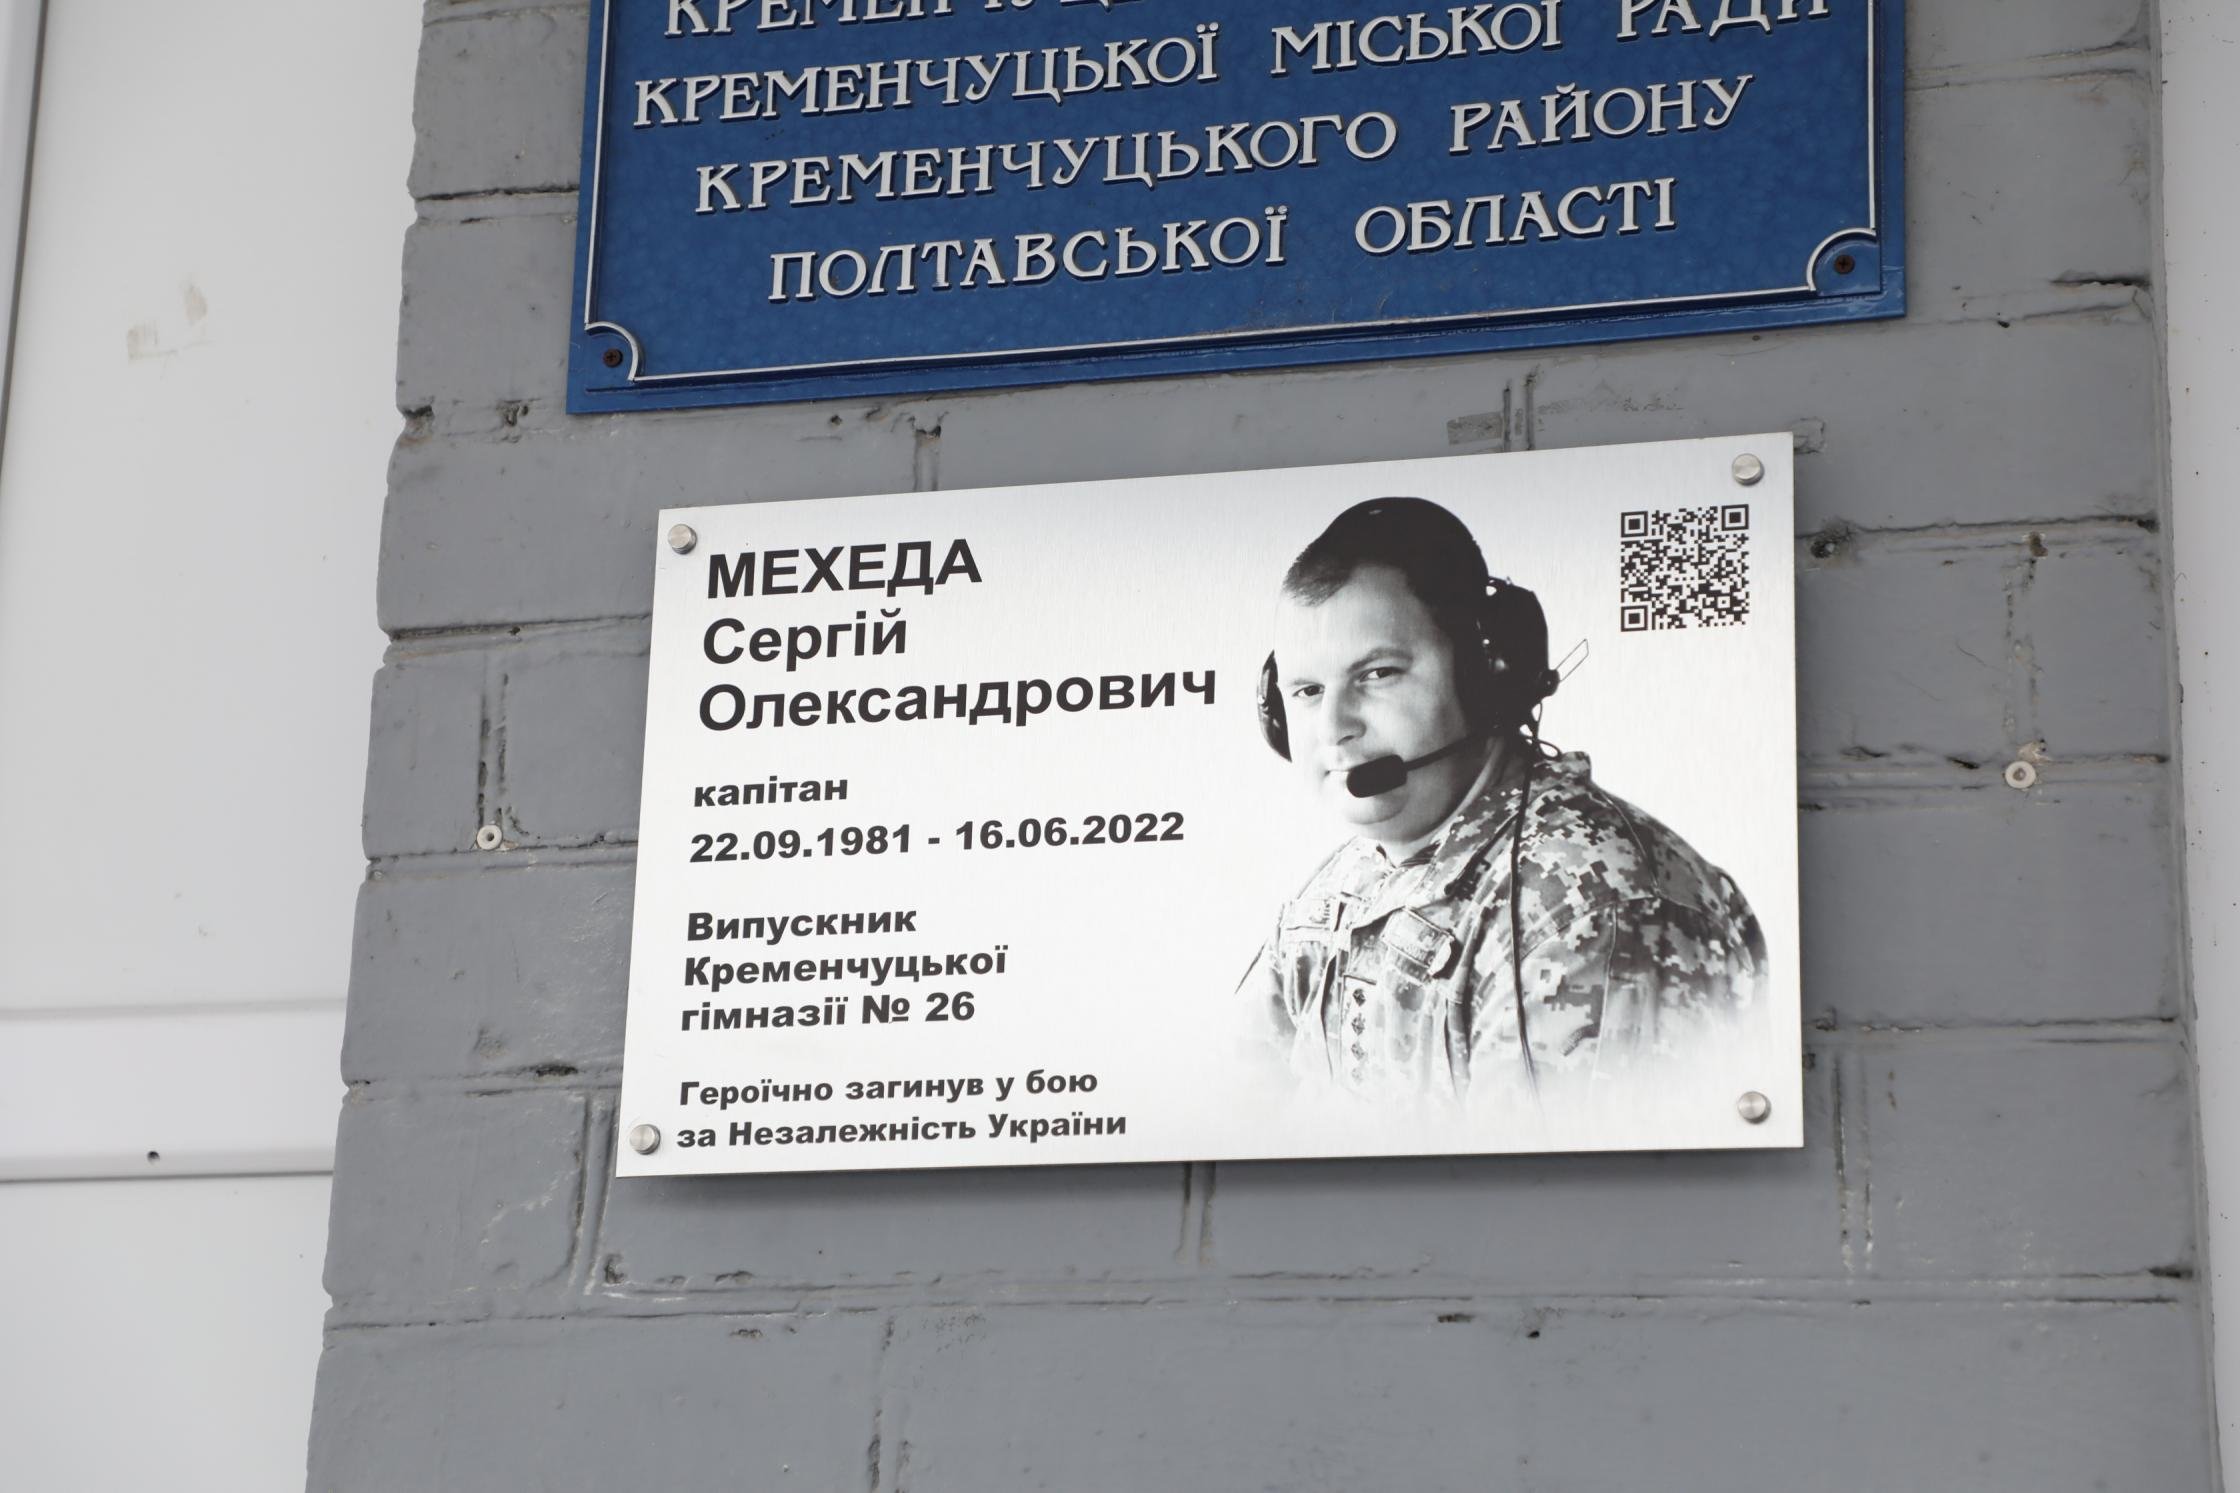 КРЕМЕНЧУЦЬКОЇ МІСЬКОЇ РАДИ
КРЕМЕНЧУЦЬКОГО РАЙОНУ
ПОЛТАВСЬКОЇ ОБЛАСТІ
МЕХЕДА
Сергій
Олександрович
капітан
22.09.1981 - 16.06.2022
Випускник
Кременчуцької
гімназії № 26
Героїчно загинув у бою
за Незалежність України